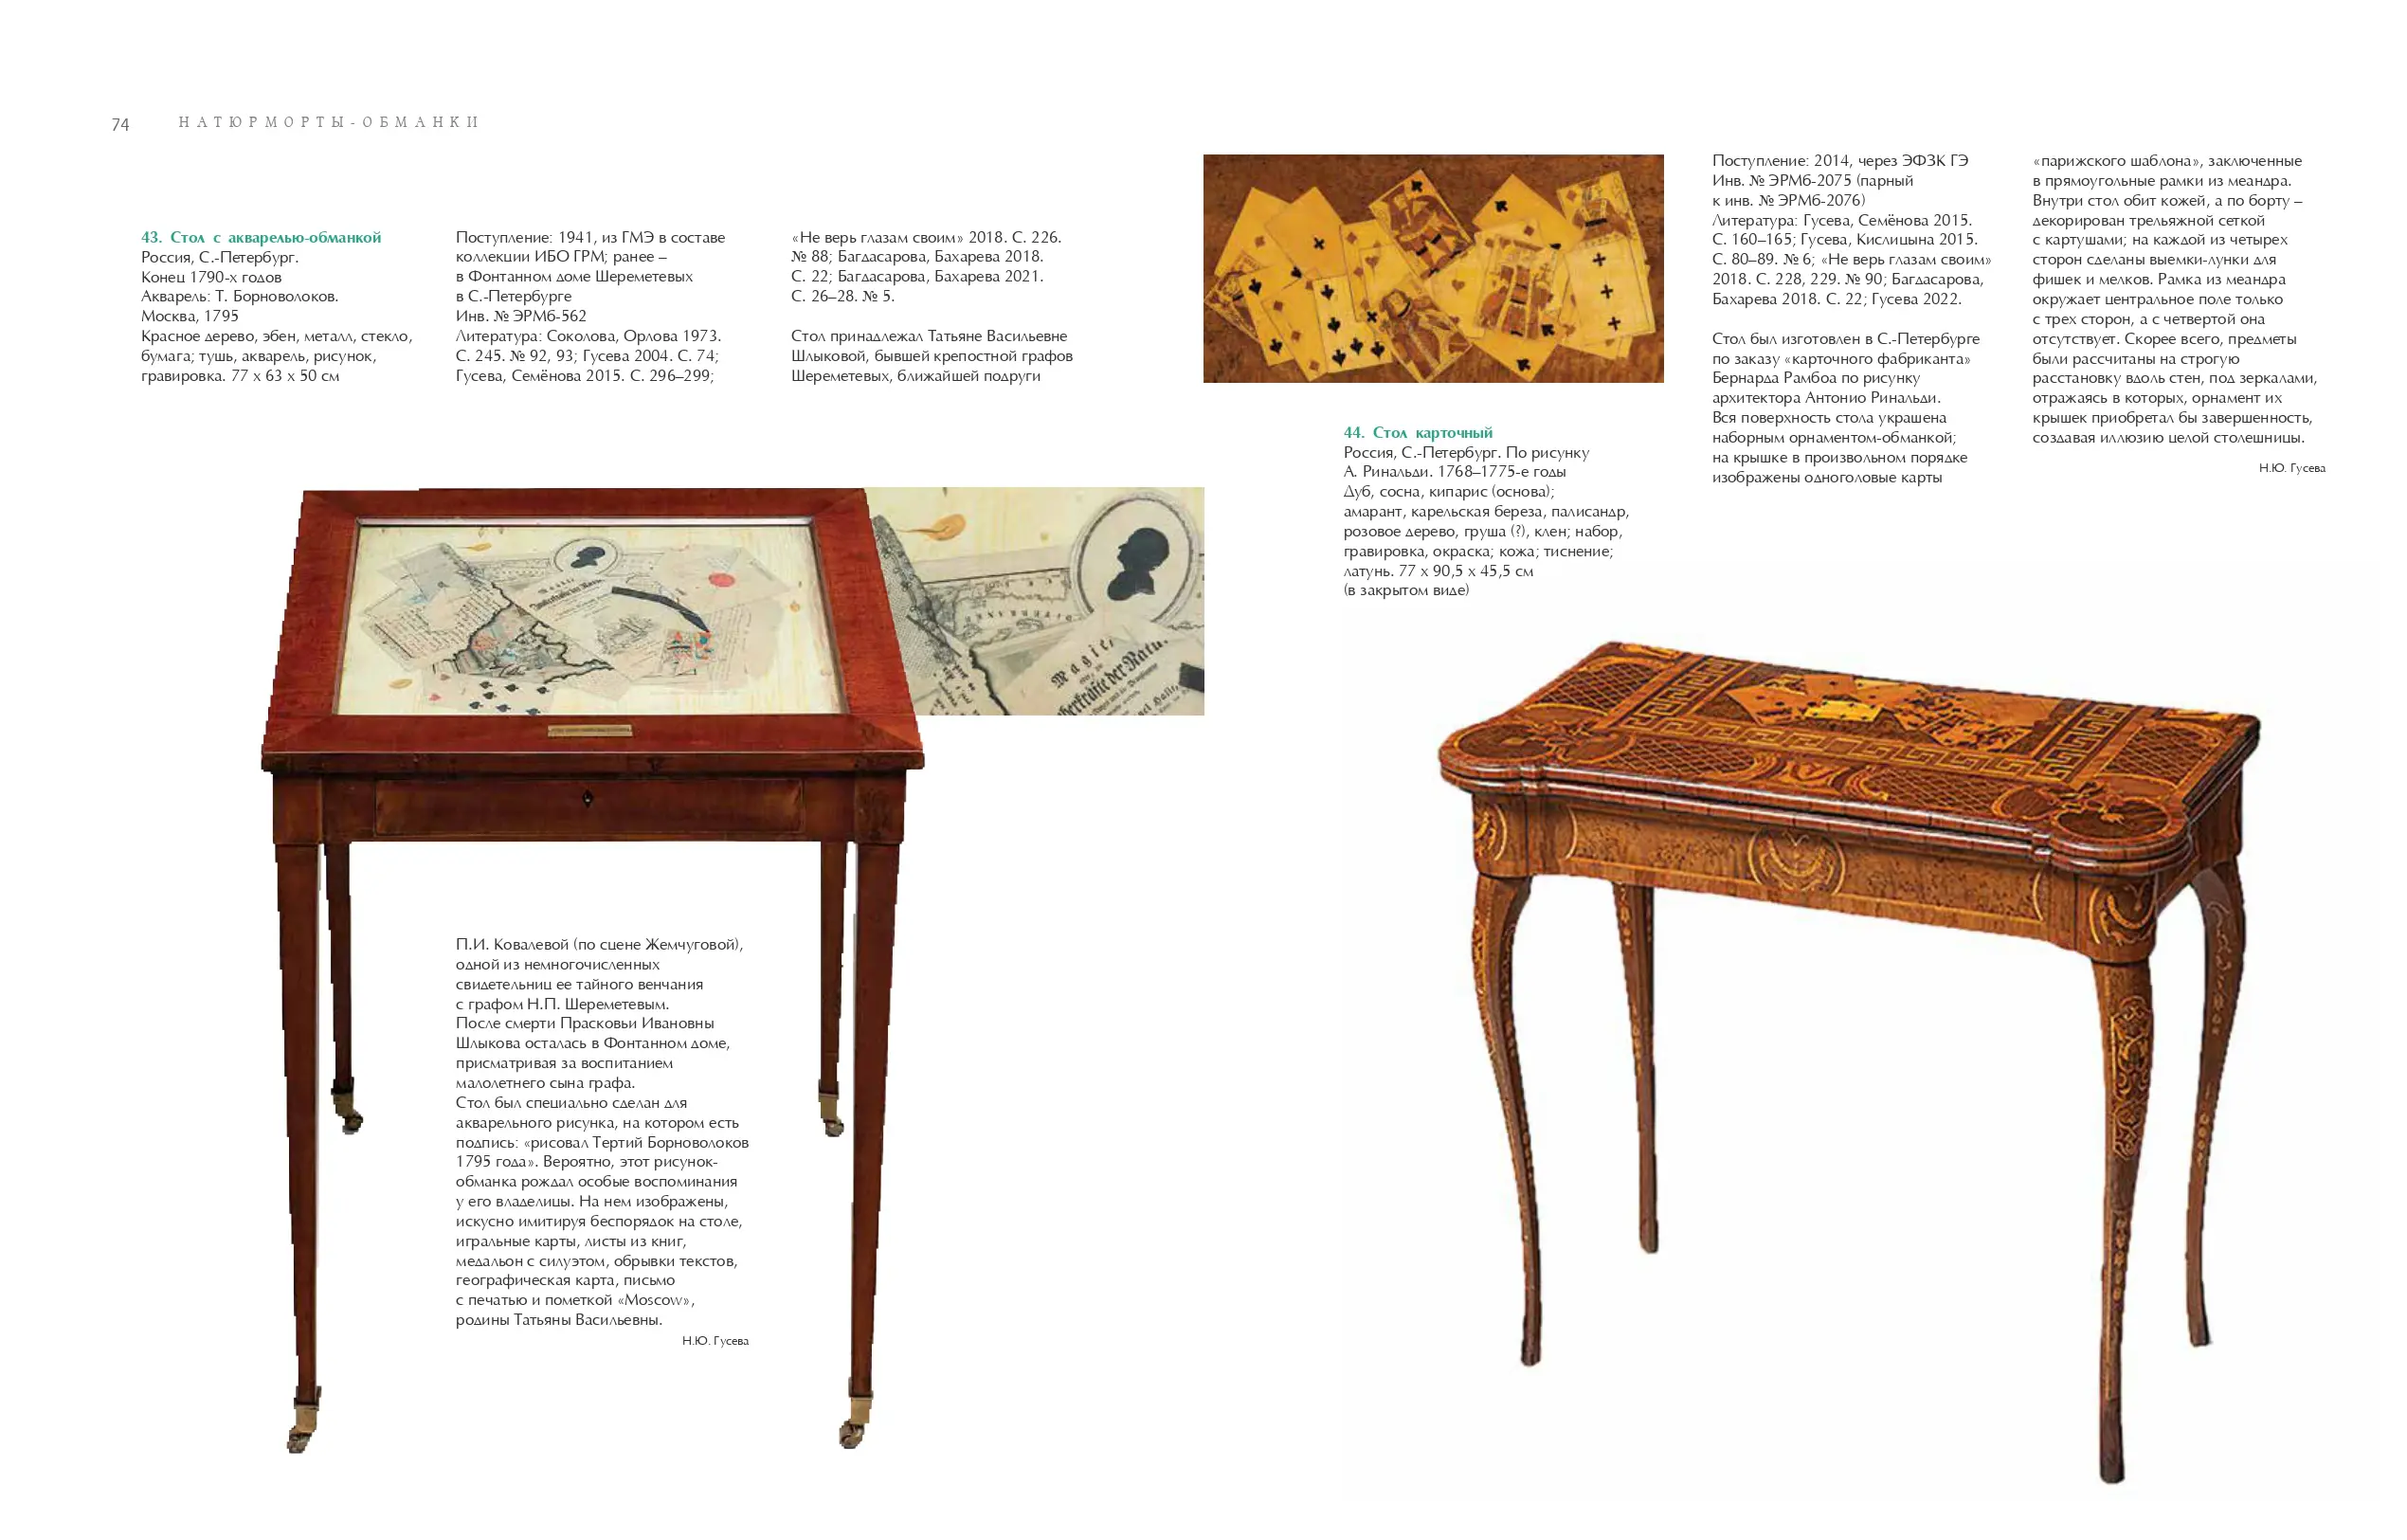 74
НАТЮРМОРТЫ-ОБМАНКИ
43. Стол с акварелью-обманкой
Россия, С.-Петербург.
Конец 1790-х годов
Акварель: Т. Борноволоков.
Москва, 1795
Красное дерево, эбен, металл, стекло,
бумага; тушь, акварель, рисунок,
гравировка. 77 x 63 x 50 см
Поступление: 1941, из ГМЭ в составе
коллекции ИБО ГРМ; ранее –
в Фонтанном доме Шереметевых
в С.-Петербурге
Инв. № ЭРМб-562
Литература: Соколова, Орлова 1973.
С. 245. № 92, 93; Гусева 2004. С. 74;
Гусева, Семёнова 2015. С. 296–299;
«Не верь глазам своим» 2018. С. 226.
№ 88; Багдасарова, Бахарева 2018.
С. 22; Багдасарова, Бахарева 2021.
С. 26–28. № 5.
Стол принадлежал Татьяне Васильевне
Шлыковой, бывшей крепостной графов
Шереметевых, ближайшей подруги
П.И. Ковалевой (по сцене Жемчуговой),
одной из немногочисленных
свидетельниц ее тайного венчания
с графом Н.П. Шереметевым.
После смерти Прасковьи Ивановны
Шлыкова осталась в Фонтанном доме,
присматривая за воспитанием
малолетнего сына графа.
Стол был специально сделан для
акварельного рисунка, на котором есть
подпись: «рисовал Тертий Борноволоков
1795 года». Вероятно, этот рисунок-
обманка рождал особые воспоминания
у его владелицы. На нем изображены,
искусно имитируя беспорядок на столе,
игральные карты, листы из книг,
медальон с силуэтом, обрывки текстов,
географическая карта, письмо
с печатью и пометкой «Moscow»,
родины Татьяны Васильевны.
Н.Ю. Гусева
Magie,
der Natu
44. Стол карточный
Россия, С.-Петербург. По рисунку
А. Ринальди. 1768–1775-е годы
Дуб, сосна, кипарис (основа);
амарант, карельская береза, палисандр,
розовое дерево, груша (?), клен; набор,
гравировка, окраска; кожа; тиснение;
латунь. 77 x 90,5 x 45,5 см
(в закрытом виде)
Поступление: 2014, через ЭФЗК ГЭ
Инв. № ЭРМб-2075 (парный
к инв. № ЭРМб-2076)
Литература: Гусева, Семёнова 2015.
С. 160–165; Гусева, Кислицына 2015.
С. 80–89. № 6; «Не верь глазам своим»
2018. С. 228, 229. № 90; Багдасарова,
Бахарева 2018. С. 22; Гусева 2022.
Стол был изготовлен в С.-Петербурге
по заказу «карточного фабриканта»
Бернарда Рамбоа по рисунку
архитектора Антонио Ринальди.
Вся поверхность стола украшена
наборным орнаментом-обманкой;
на крышке в произвольном порядке
изображены одноголовые карты
«парижского шаблона», заключенные
в прямоугольные рамки из меандра.
Внутри стол обит кожей, а по борту –
декорирован трельяжной сеткой
с картушами; на каждой из четырех
сторон сделаны выемки-лунки для
фишек и мелков. Рамка из меандра
окружает центральное поле только
с трех сторон, а с четвертой она
отсутствует. Скорее всего, предметы
были рассчитаны на строгую
расстановку вдоль стен, под зеркалами,
отражаясь в которых, орнамент их
крышек приобретал бы завершенность,
создавая иллюзию целой столешницы.
Н.Ю. Гусева